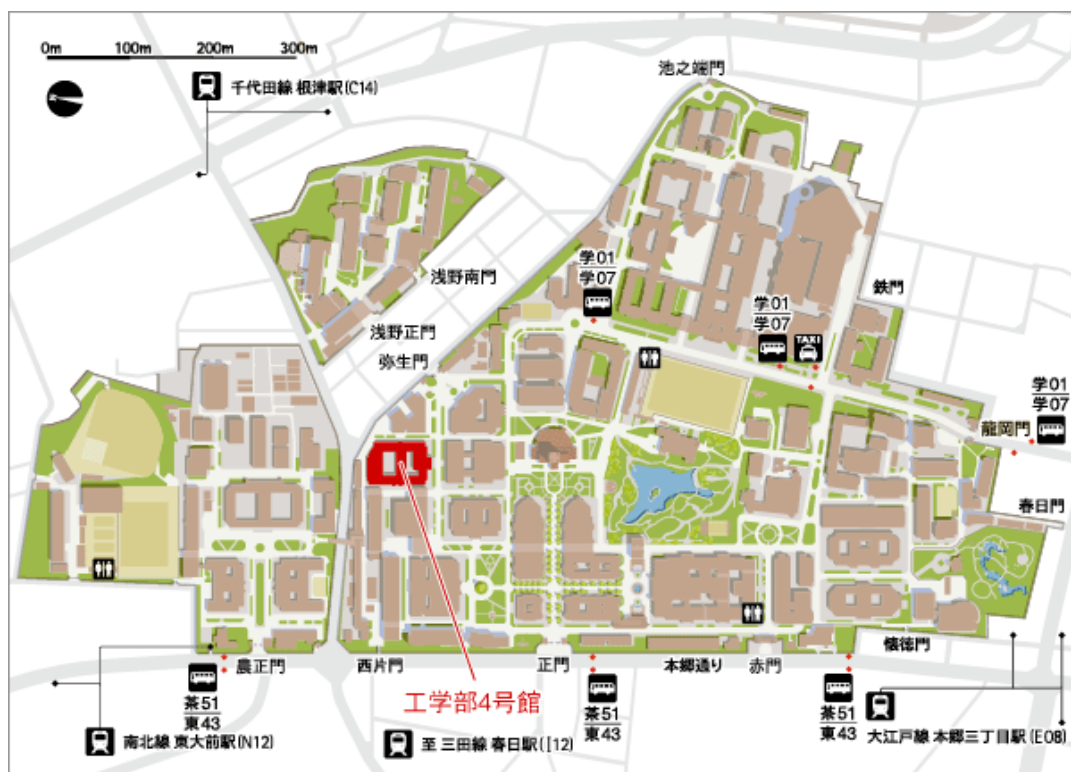 0m 100m 200m 300m
千代田線 根津駅(C14)
池之端門
学01
学07
浅野南門
学01
学07
TAXI
鉄門
浅野正門
弥生門
学01
学07
龍岡門
春日門
農正門
西片門
正門
本郷通り
赤門
懐徳門
工学部4号館
茶51
東43
茶51
東43
茶51
東43
南北線 東大前駅(N12)
至 三田線 春日駅(I12)
大江戸線 本郷三丁目駅(E08)